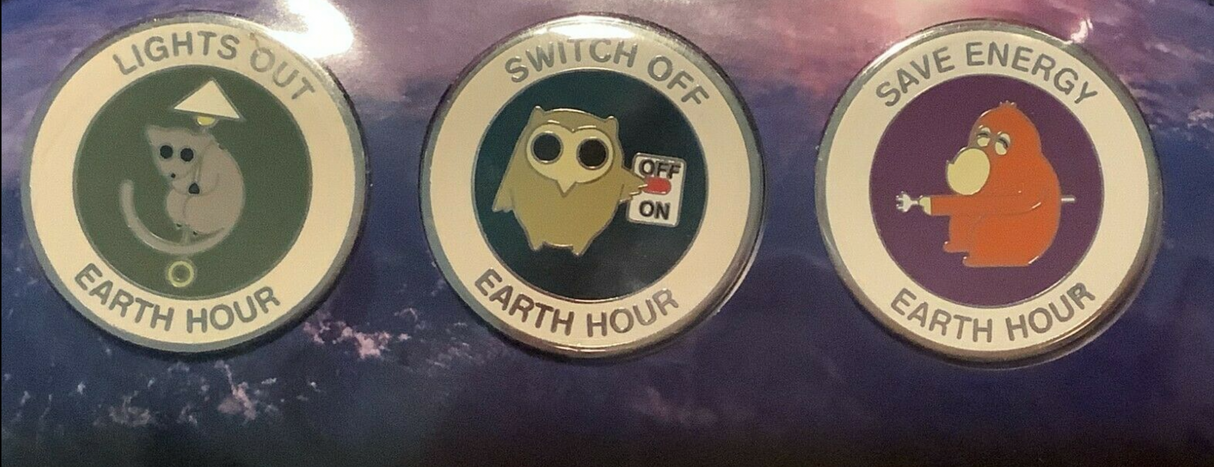 LIGHTS OUT
EARTH HOUR
SWITCH OFF
OFF
ON
EARTH HOUR
SAVE ENERGY
EARTH HOUR